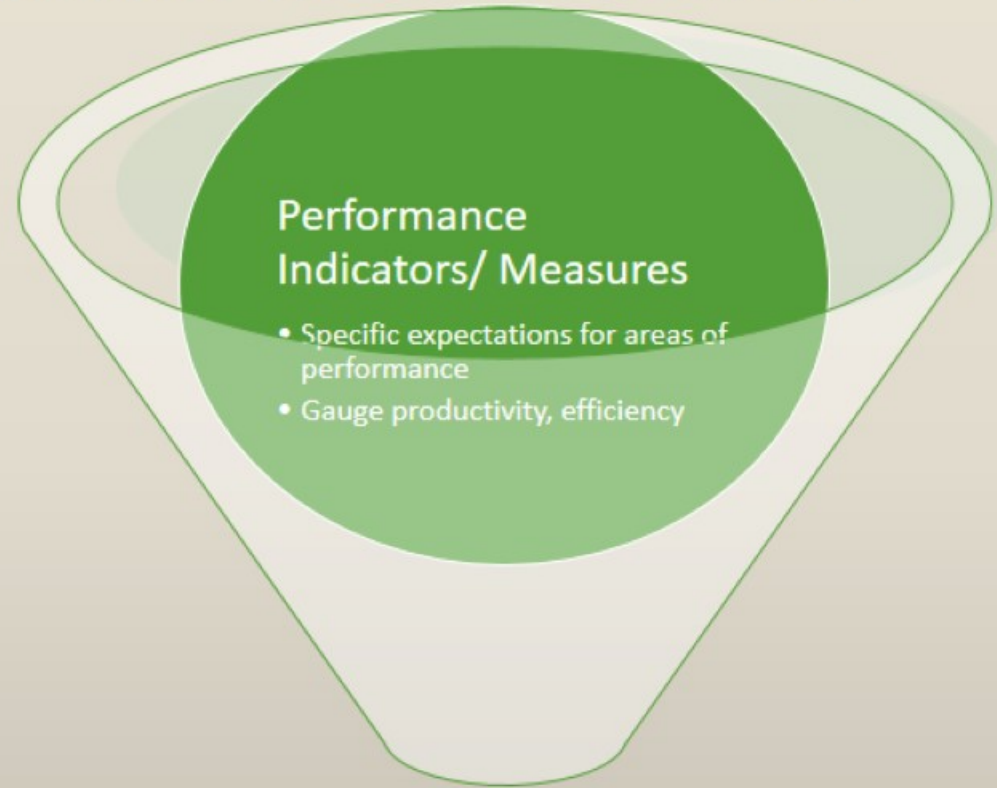 Performance
Indicators/ Measures
• Specific expectations for areas of
performance
• Gauge productivity, efficiency